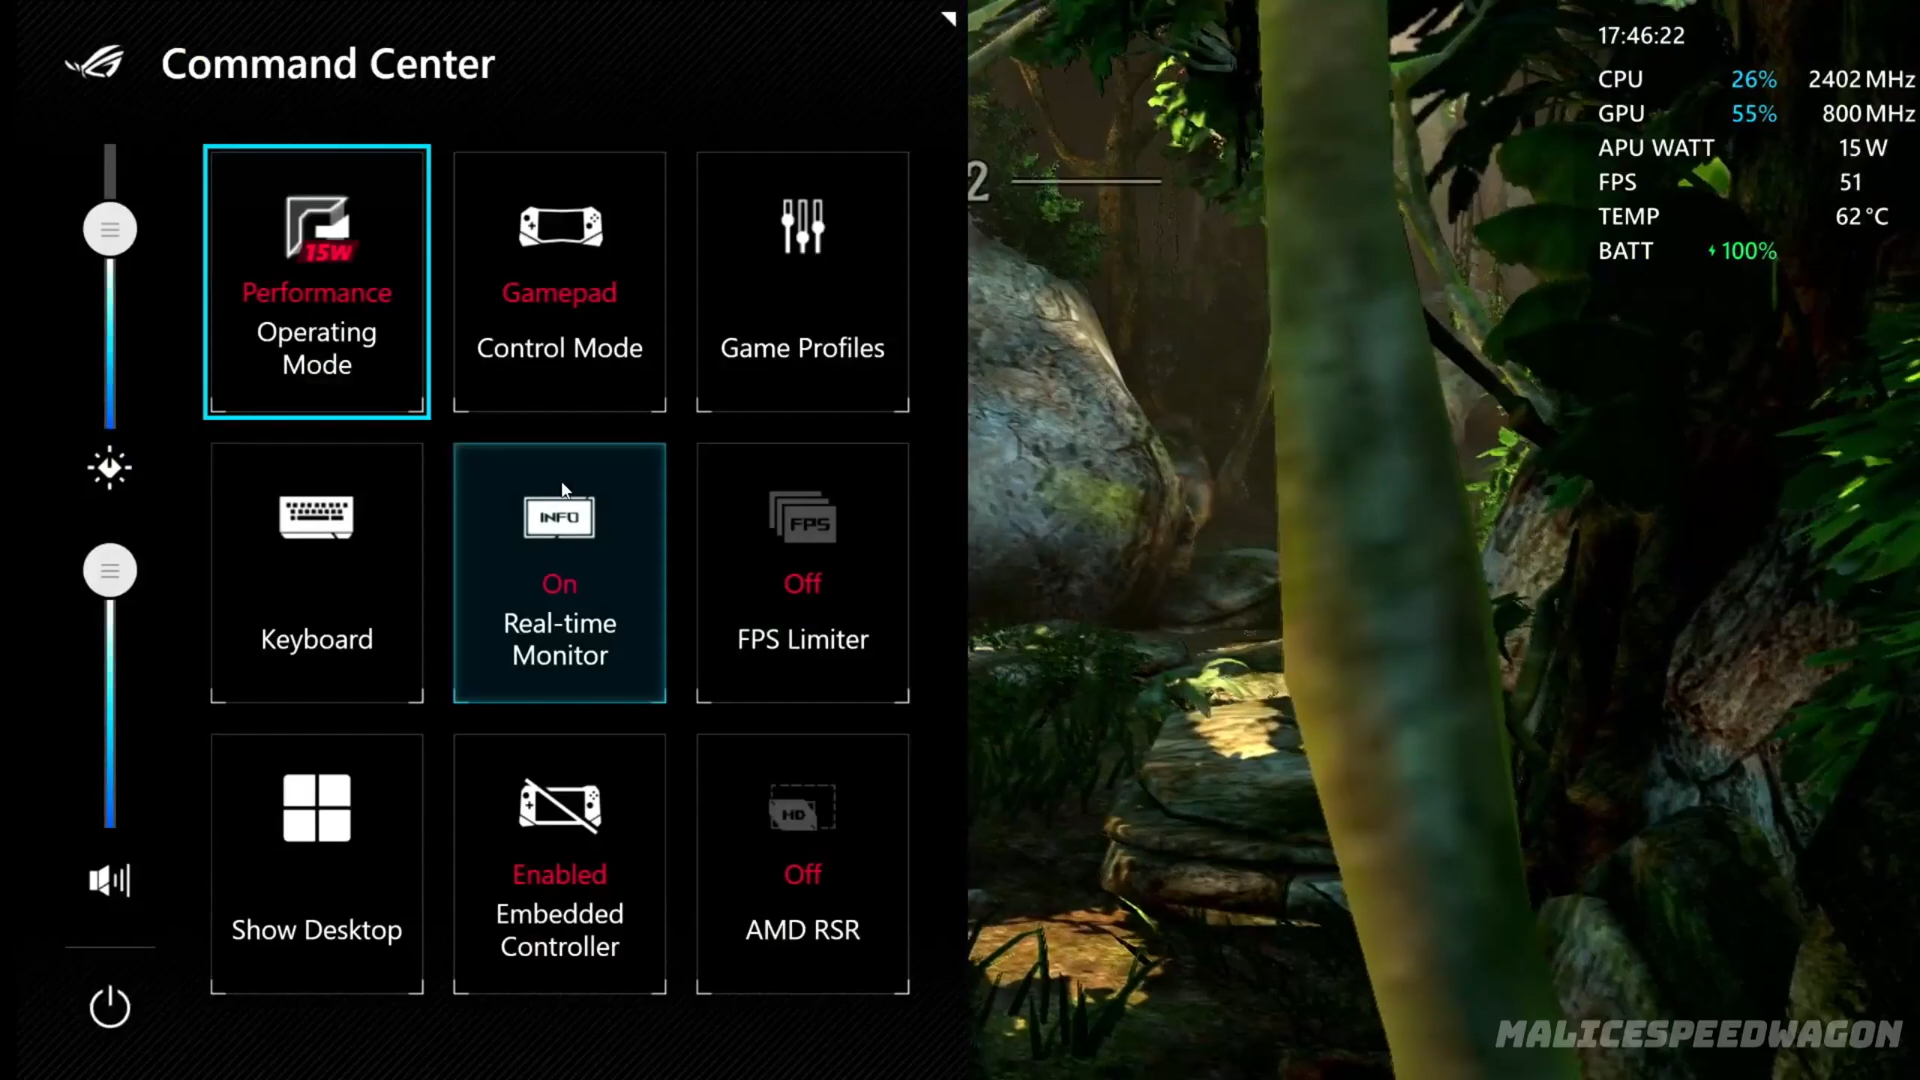 Command Center
15W
Performance
Operating
Mode
Gamepad
Control Mode
Game Profiles
Keyboard
INFO
On
Real-time
Monitor
FPS
Off
FPS Limiter
Show Desktop
Enabled
Embedded
Controller
HD
Off
AMD RSR
2
17:46:22
CPU 26% 2402 MHz
GPU 55% 800 MHz
APU WATT 15 W
FPS 51
TEMP 62 °C
BATT 100%
MALICESPEEDWAGON